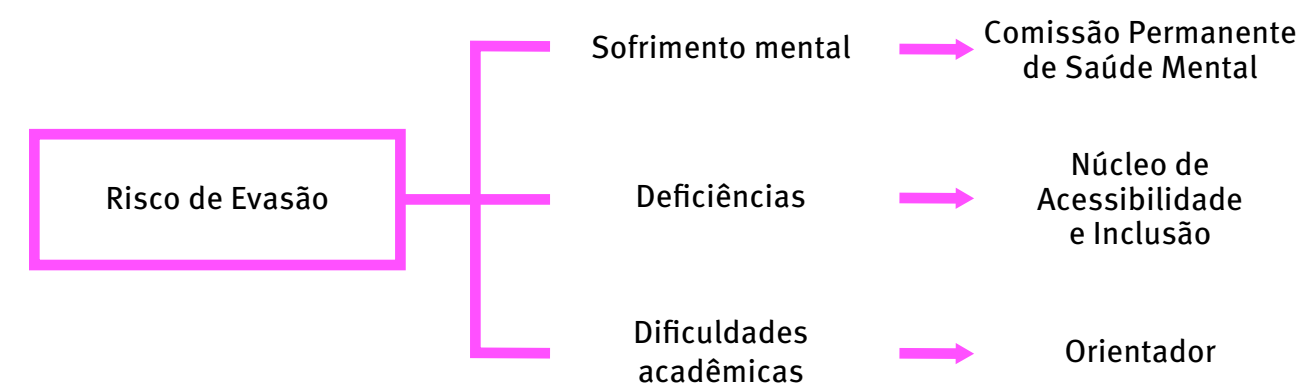 Risco de Evasão
Sofrimento mental
Comissão Permanente
de Saúde Mental
Deficiências
Núcleo de
Acessibilidade
e Inclusão
Dificuldades
acadêmicas
Orientador